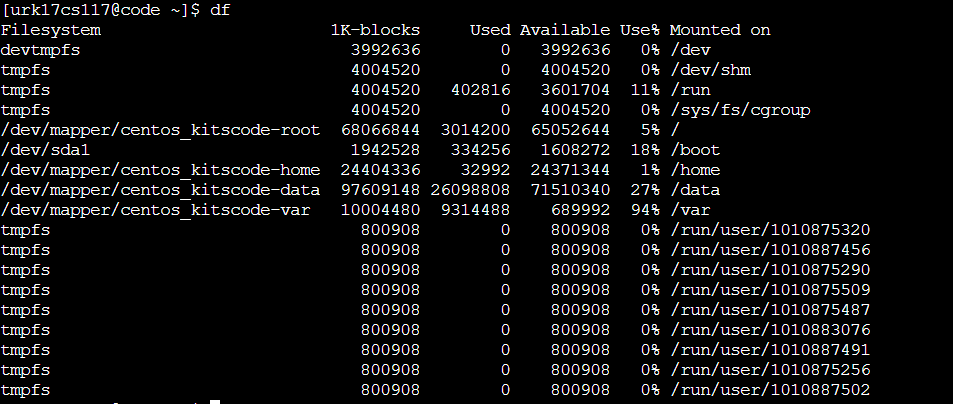 [urk17cs117@code ~]$ df
Filesystem 1K-blocks Used Available Use% Mounted on
devtmpfs 3992636 0 3992636 0% /dev
tmpfs 4004520 0 4004520 0% /dev/shm
tmpfs 4004520 402816 3601704 11% /run
tmpfs 4004520 0 4004520 0% /sys/fs/cgroup
/dev/mapper/centos_kitscode-root 68066844 3014200 65052644 5% /
/dev/sda1 1942528 334256 1608272 18% /boot
/dev/mapper/centos_kitscode-home 24404336 32992 24371344 1% /home
/dev/mapper/centos_kitscode-data 97609148 26098808 71510340 27% /data
/dev/mapper/centos_kitscode-var 10004480 9314488 689992 94% /var
tmpfs 800908 0 800908 0% /run/user/1010875320
tmpfs 800908 0 800908 0% /run/user/1010887456
tmpfs 800908 0 800908 0% /run/user/1010875290
tmpfs 800908 0 800908 0% /run/user/1010875509
tmpfs 800908 0 800908 0% /run/user/1010875487
tmpfs 800908 0 800908 0% /run/user/1010883076
tmpfs 800908 0 800908 0% /run/user/1010887491
tmpfs 800908 0 800908 0% /run/user/1010875256
tmpfs 800908 0 800908 0% /run/user/1010887502